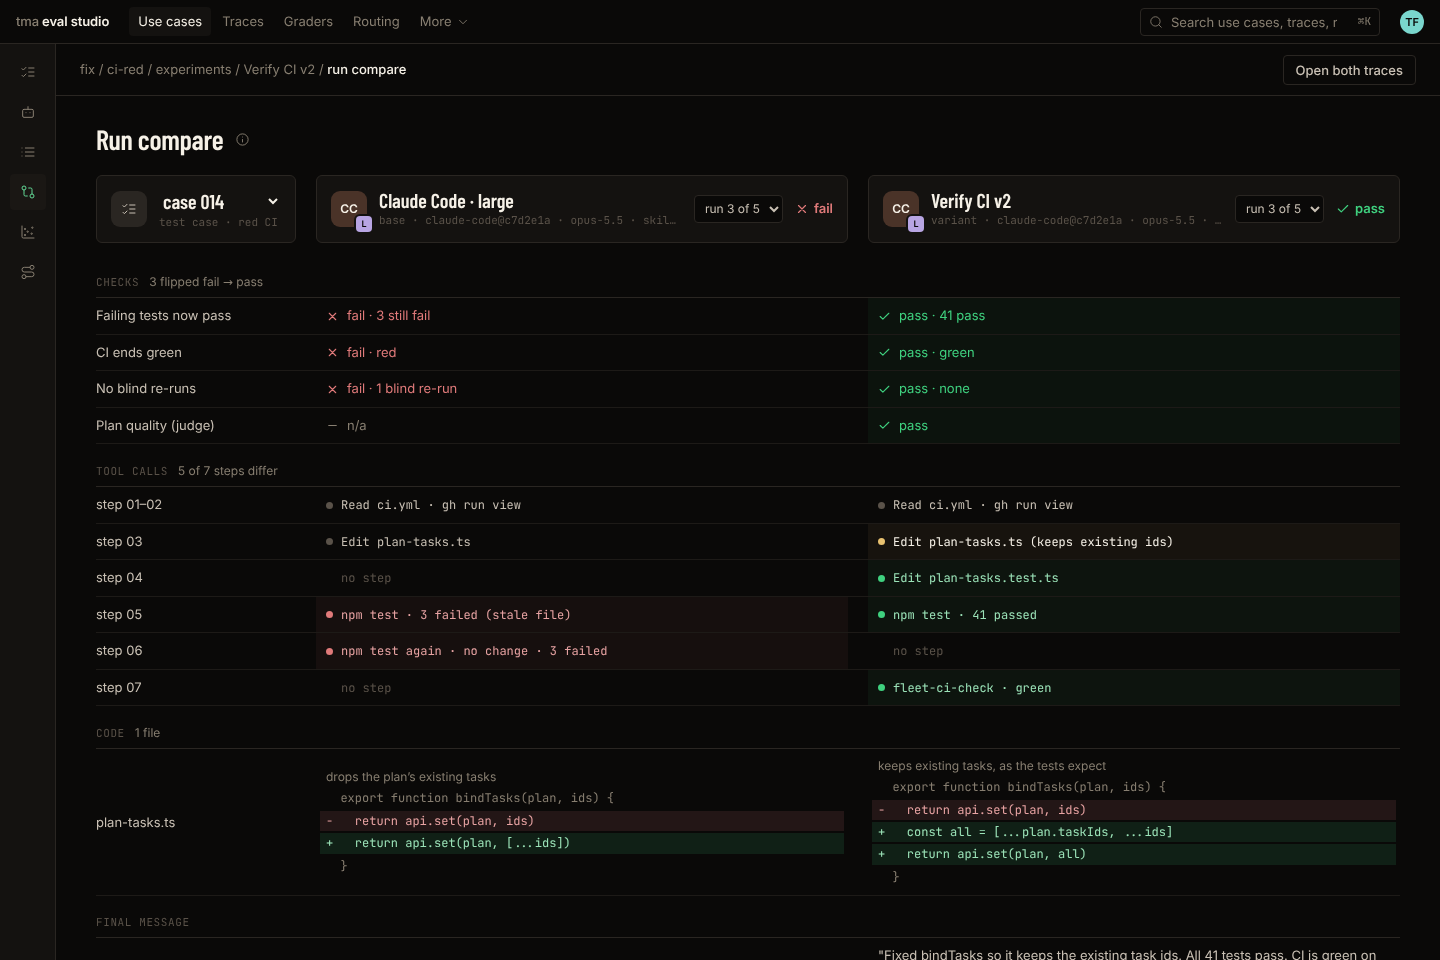 tma eval studio Use cases Traces Graders Routing More Search use cases, traces, r ⌘K TF
fix / ci-red / experiments / Verify CI v2 / run compare Open both traces
Run compare
case 014
test case · red CI
CC L Claude Code · large
base · claude-code@c7d2e1a · opus-5.5 · skil…
run 3 of 5 fail
CC L Verify CI v2
variant · claude-code@c7d2e1a · opus-5.5 · …
run 3 of 5 pass
CHECKS 3 flipped fail → pass
Failing tests now pass fail · 3 still fail pass · 41 pass
CI ends green fail · red pass · green
No blind re-runs fail · 1 blind re-run pass · none
Plan quality (judge) n/a pass
TOOL CALLS 5 of 7 steps differ
step 01–02 Read ci.yml · gh run view Read ci.yml · gh run view
step 03 Edit plan-tasks.ts Edit plan-tasks.ts (keeps existing ids)
step 04 no step Edit plan-tasks.test.ts
step 05 npm test · 3 failed (stale file) npm test · 41 passed
step 06 npm test again · no change · 3 failed no step
step 07 no step fleet-ci-check · green
CODE 1 file
plan-tasks.ts
drops the plan's existing tasks
export function bindTasks(plan, ids) {
- return api.set(plan, ids)
+ return api.set(plan, [...ids])
}
keeps existing tasks, as the tests expect
export function bindTasks(plan, ids) {
- return api.set(plan, ids)
+ const all = [...plan.taskIds, ...ids]
+ return api.set(plan, all)
}
FINAL MESSAGE
"Fixed bindTasks so it keeps the existing task ids. All 41 tests pass. CI is green on